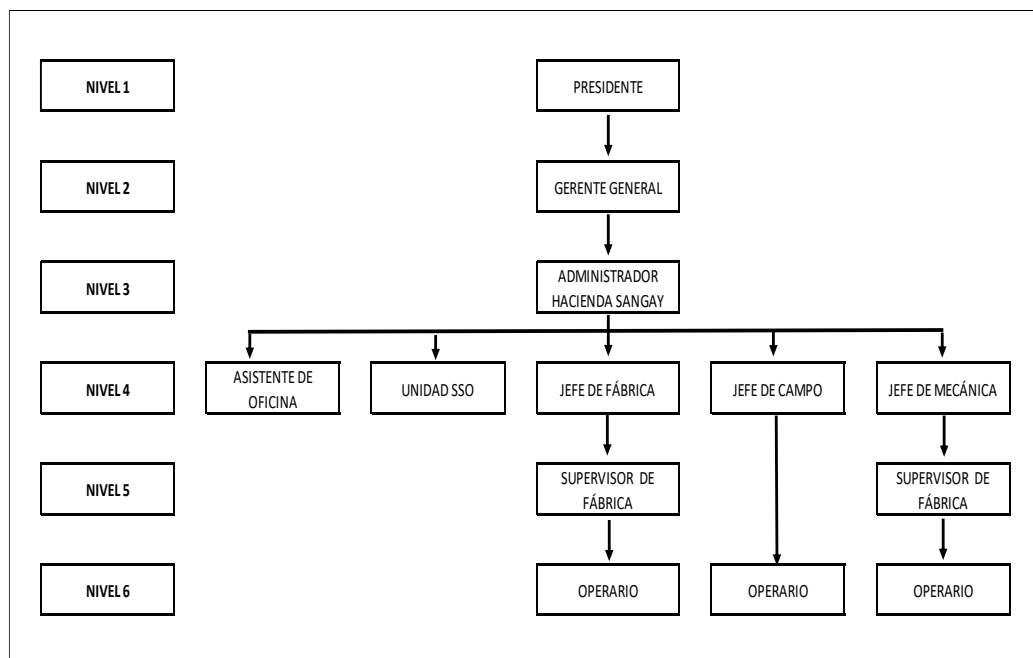 NIVEL 1
PRESIDENTE
NIVEL 2
GERENTE GENERAL
NIVEL 3
ADMINISTRADOR
HACIENDA SANGAY
NIVEL 4
ASISTENTE DE
OFICINA
UNIDAD SSO
JEFE DE FÁBRICA
JEFE DE CAMPO
JEFE DE MECÁNICA
NIVEL 5
SUPERVISOR DE
FÁBRICA
SUPERVISOR DE
FÁBRICA
NIVEL 6
OPERARIO
OPERARIO
OPERARIO